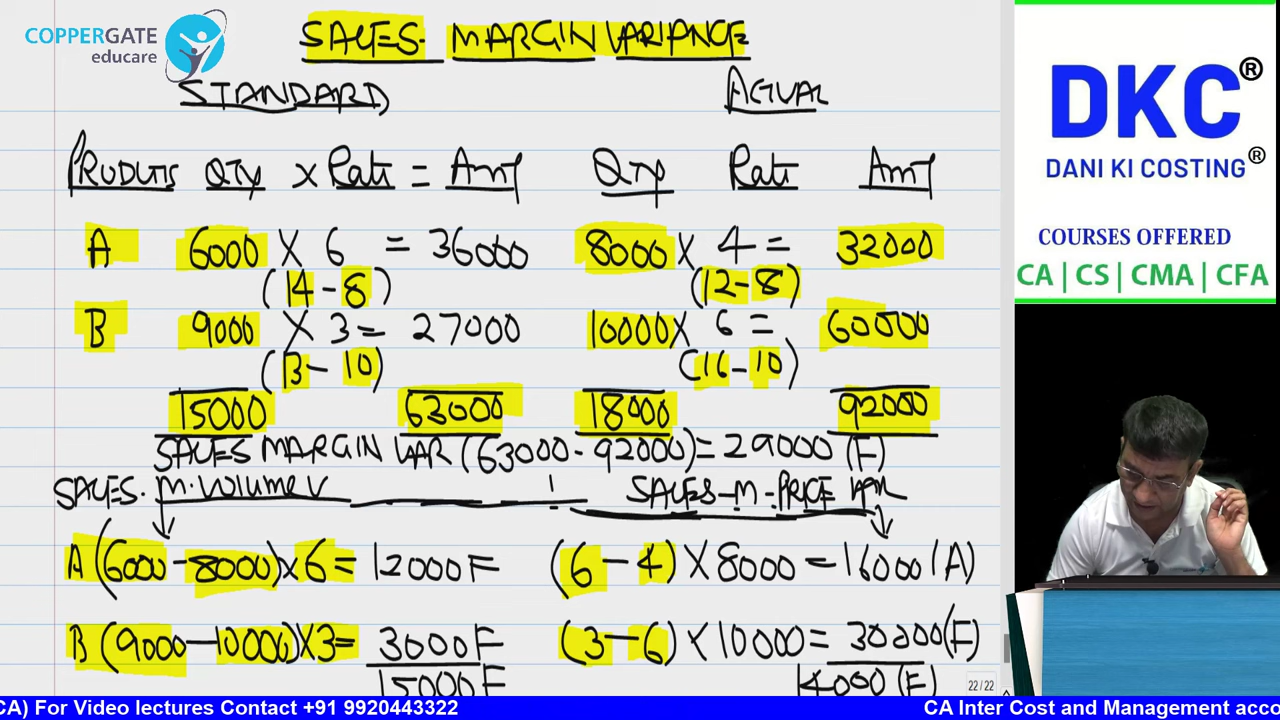 COPPERGATE
educare
SALES. MARGIN VARIANCE
STANDARD ACTUAL
PRODUTS QTY x Rate = Amt Qty Rate Amt
A 6000 X 6 = 36000 8000 X 4 = 32000
(14-8) (12-8)
B 9000 X 3 = 27000 10000 X 6 = 60000
(13-10) (16-10)
15000 63000 18000 92000
SALES MARGIN VAR (63000-92000) = 29000 (F)
SALES. M. VOLUME V SALES-M-PRICE VAR
A (6000-8000) x 6 = 12000 F (6-4) X 8000 = 16000 (A)
B (9000-10000) X 3 = 3000 F (3-6) X 10000 = 30000 (F)
15000 F 14000 (F)
22/22
DKC®
DANI KI COSTING®
COURSES OFFERED
CA | CS | CMA | CFA
CA) For Video lectures Contact +91 9920443322 CA Inter Cost and Management acco